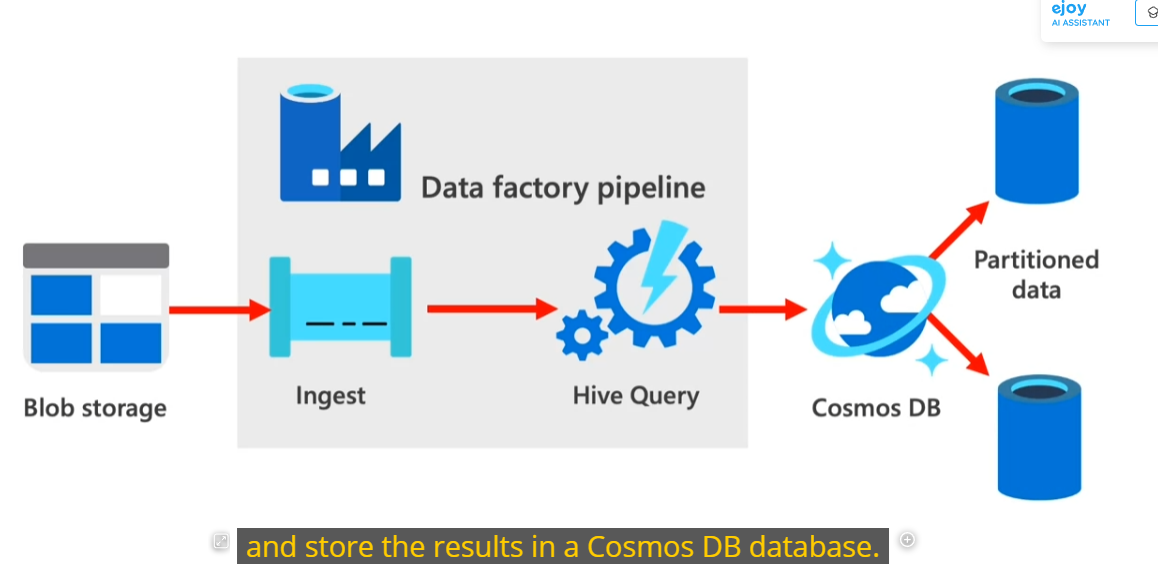 ejoy
AI ASSISTANT
Data factory pipeline
Partitioned
data
Blob storage
Ingest
Hive Query
Cosmos DB
and store the results in a Cosmos DB database.